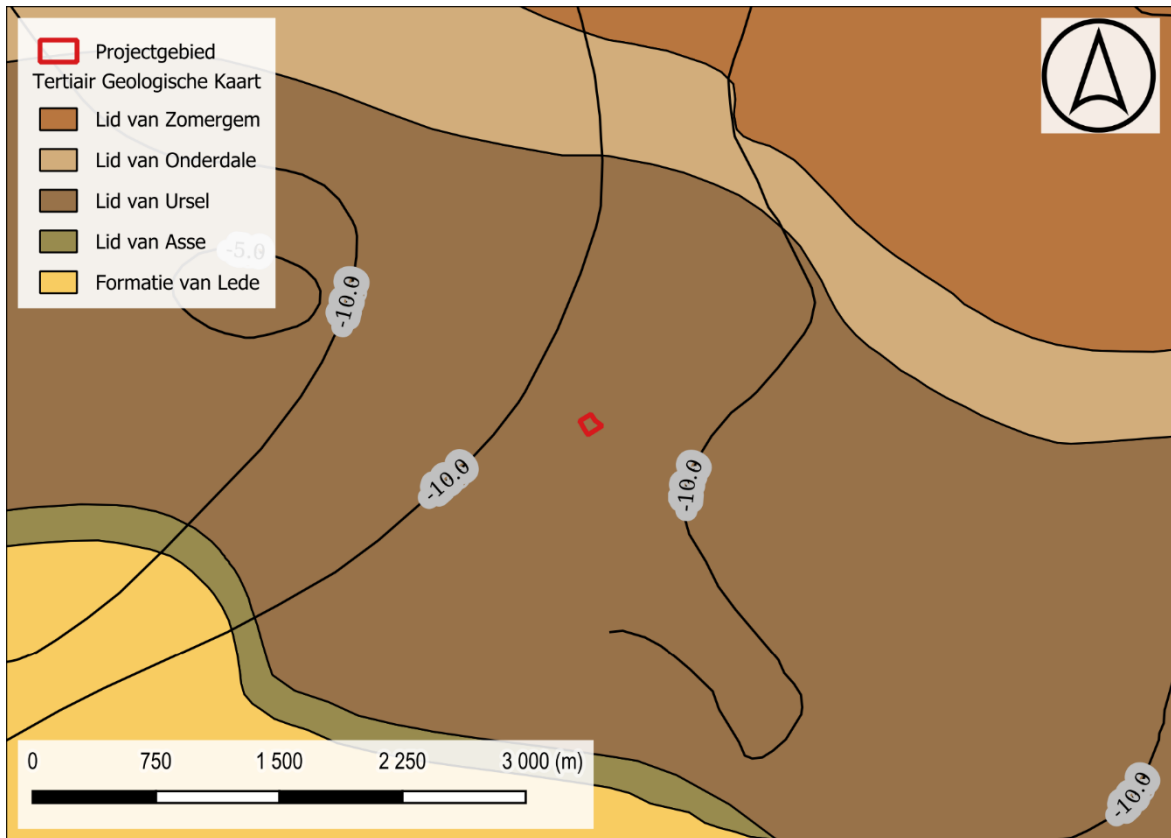 Projectgebied
Tertiair Geologische Kaart
Lid van Zomergem
Lid van Onderdale
Lid van Ursel
Lid van Asse
Formatie van Lede
-5.0
-10.0
-10.0
-10.0
-10.0
0 750 1 500 2 250 3 000 (m)